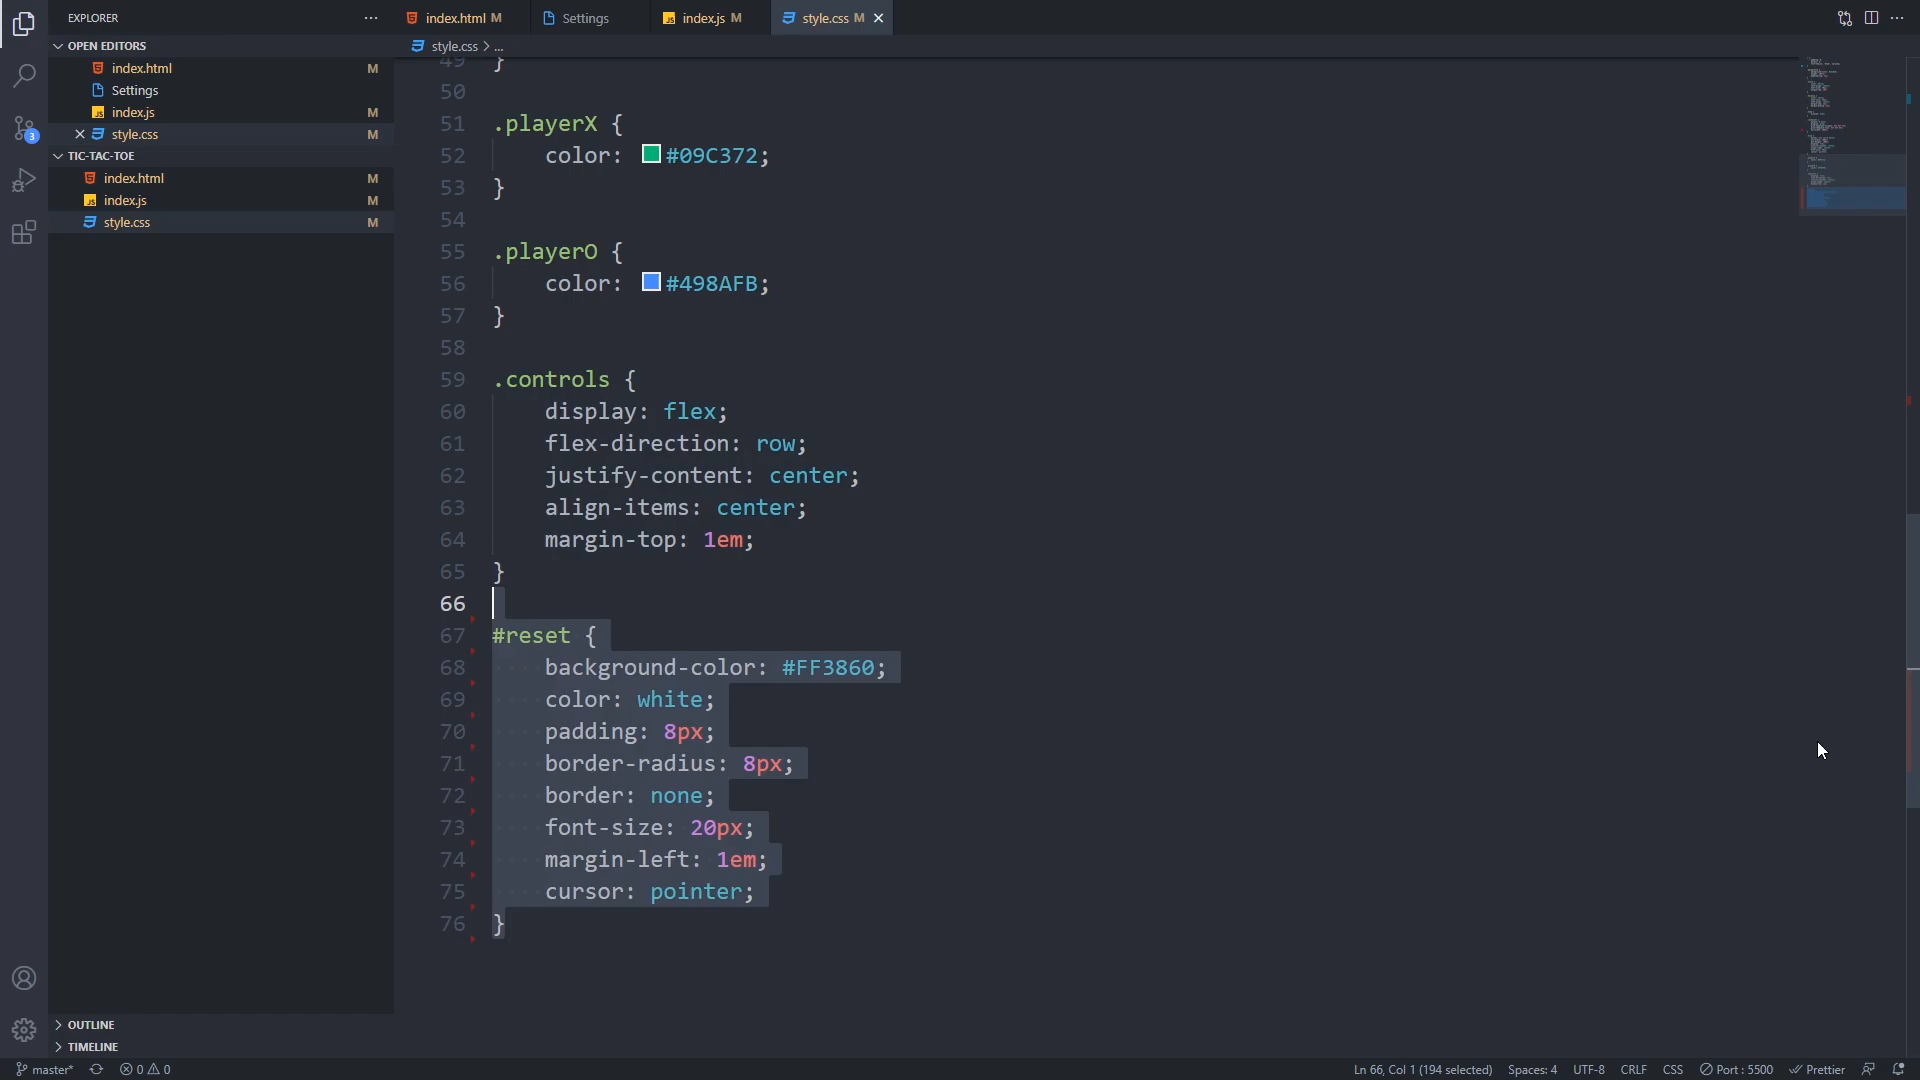 EXPLORER
index.html M
Settings
index.js M
style.css M
OPEN EDITORS
style.css > ...
index.html M
Settings
index.js M
style.css M
TIC-TAC-TOE
index.html M
index.js M
style.css M
3
49 }
50
51 .playerX {
52 color: #09C372;
53 }
54
55 .playerO {
56 color: #498AFB;
57 }
58
59 .controls {
60 display: flex;
61 flex-direction: row;
62 justify-content: center;
63 align-items: center;
64 margin-top: 1em;
65 }
66
67 #reset {
68 background-color: #FF3860;
69 color: white;
70 padding: 8px;
71 border-radius: 8px;
72 border: none;
73 font-size: 20px;
74 margin-left: 1em;
75 cursor: pointer;
76 }
OUTLINE
TIMELINE
master* 0 0 Ln 66, Col 1 (194 selected) Spaces: 4 UTF-8 CRLF CSS Port : 5500 Prettier